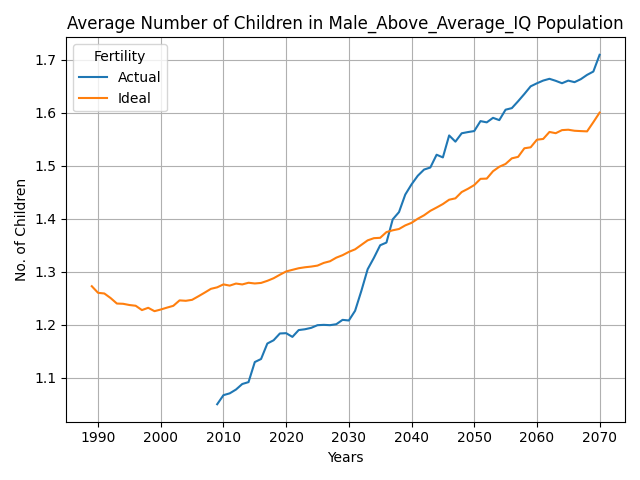 Average Number of Children in Male_Above_Average_IQ Population
Fertility
Actual
Ideal
No. of Children
1.7
1.6
1.5
1.4
1.3
1.2
1.1
1990 2000 2010 2020 2030 2040 2050 2060 2070
Years